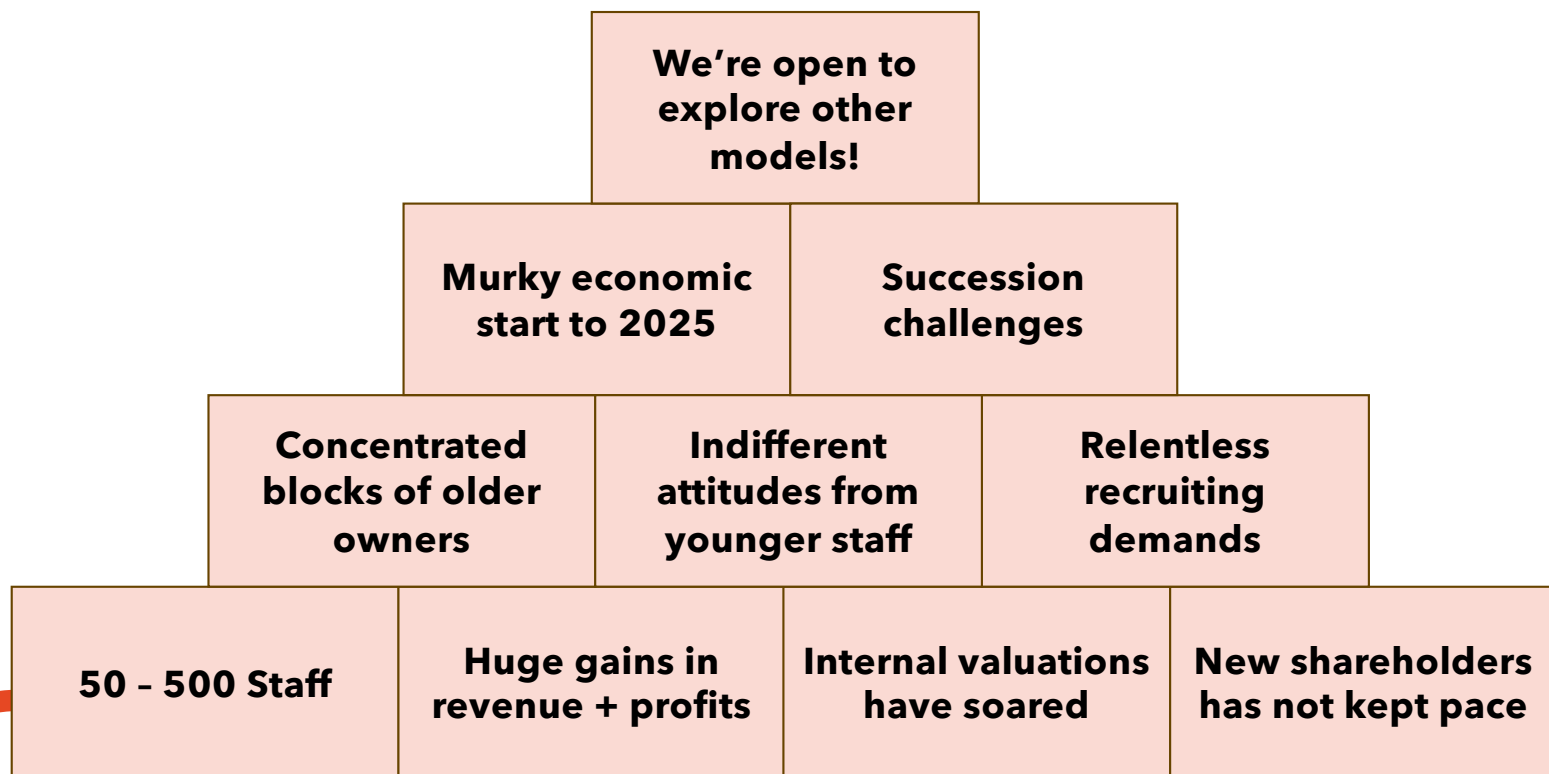 We’re open to
explore other
models!
Murky economic
start to 2025
Succession
challenges
Concentrated
blocks of older
owners
Indifferent
attitudes from
younger staff
Relentless
recruiting
demands
50 – 500 Staff
Huge gains in
revenue + profits
Internal valuations
have soared
New shareholders
has not kept pace